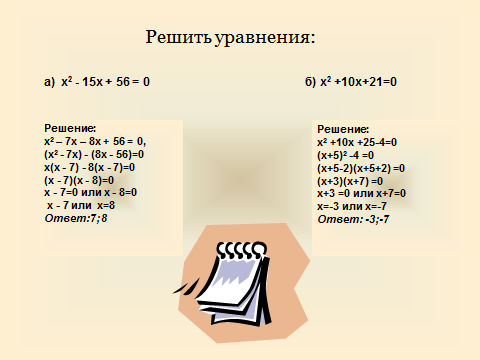 Решить уравнения:
а) x² - 15x + 56 = 0
б) x² +10x+21=0
Решение:
x² – 7x – 8x + 56 = 0,
(x² - 7x) - (8x - 56)=0
x(x - 7) - 8(x - 7)=0
(x - 7)(x - 8)=0
x - 7=0 или x - 8=0
x - 7 или x=8
Ответ:7;8
Решение:
x² +10x +25-4=0
(x+5)² -4 =0
(x+5-2)(x+5+2) =0
(x+3)(x+7) =0
x+3 =0 или x+7=0
x=-3 или x=-7
Ответ: -3;-7